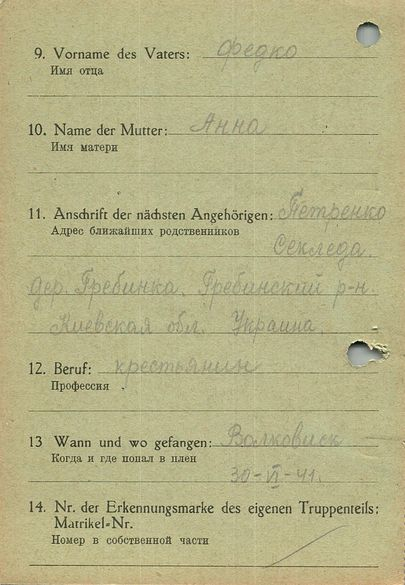 9. Vorname des Vaters: Федко
Имя отца
10. Name der Mutter: Анна
Имя матери
11. Anschrift der nächsten Angehörigen: Петренко
Адрес ближайших родственников
Секледа.
дер. Гребинка, Гребинский р-н.
Киевская обл. Украина,
12. Beruf: крестьянин
Профессия
13 Wann und wo gefangen: Волковиск
Когда и где попал в плен
30-VI-41.
14. Nr. der Erkennungsmarke des eigenen Truppenteils:
Matrikel-Nr.
Номер в собственной части